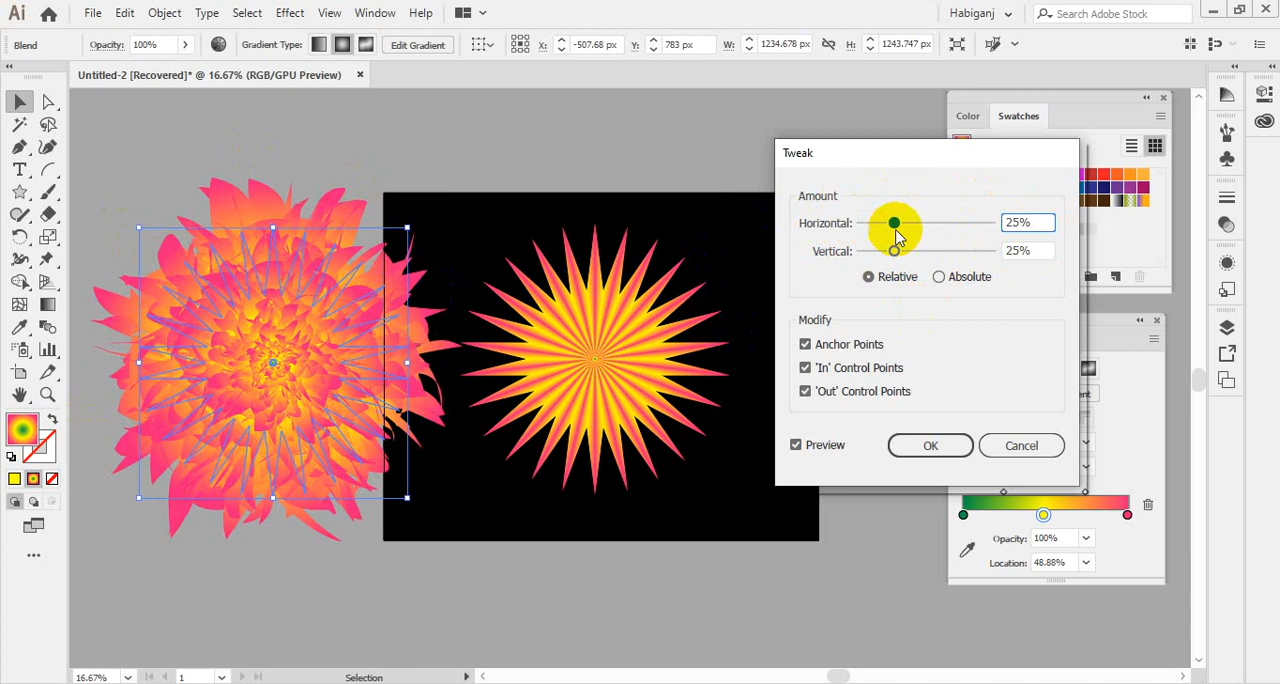 Ai File Edit Object Type Select Effect View Window Help Habiganj Search Adobe Stock
Blend Opacity: 100% Gradient Type: Edit Gradient X: -507.68 px Y: 783 px W: 1234.678 px H: 1243.747 px
Untitled-2 [Recovered]* @ 16.67% (RGB/GPU Preview)
Color Swatches
Tweak
Amount
Horizontal: 25%
Vertical: 25%
Relative Absolute
Modify
Anchor Points
'In' Control Points
'Out' Control Points
Preview OK Cancel
Opacity: 100%
Location: 48.88%
16.67% 1 Selection